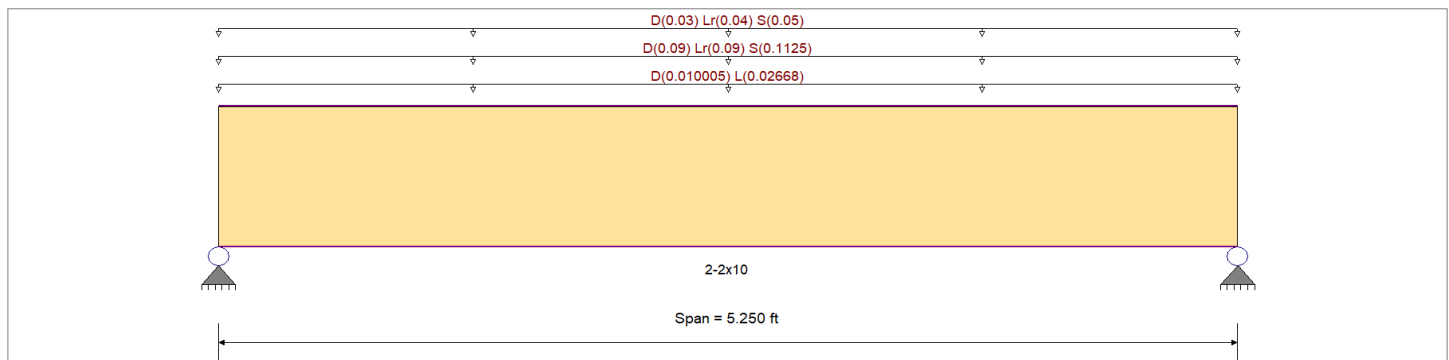 D(0.03) Lr(0.04) S(0.05)
D(0.09) Lr(0.09) S(0.1125)
D(0.010005) L(0.02668)
2-2x10
Span = 5.250 ft